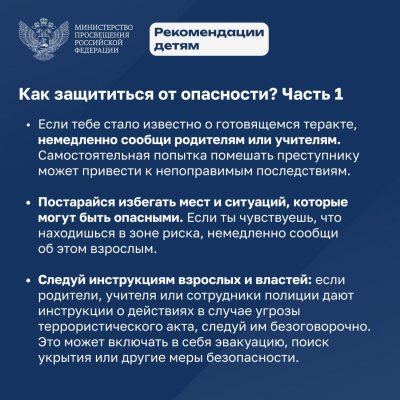 МИНИСТЕРСТВО
ПРОСВЕЩЕНИЯ
РОССИЙСКОЙ
ФЕДЕРАЦИИ
Рекомендации
детям
Как защититься от опасности? Часть 1
• Если тебе стало известно о готовящемся теракте,
немедленно сообщи родителям или учителям.
Самостоятельная попытка помешать преступнику
может привести к непоправимым последствиям.
• Постарайся избегать мест и ситуаций, которые
могут быть опасными. Если ты чувствуешь, что
находишься в зоне риска, немедленно сообщи
об этом взрослым.
• Следуй инструкциям взрослых и властей: если
родители, учителя или сотрудники полиции дают
инструкции о действиях в случае угрозы
террористического акта, следуй им безоговорочно.
Это может включать в себя эвакуацию, поиск
укрытия или другие меры безопасности.